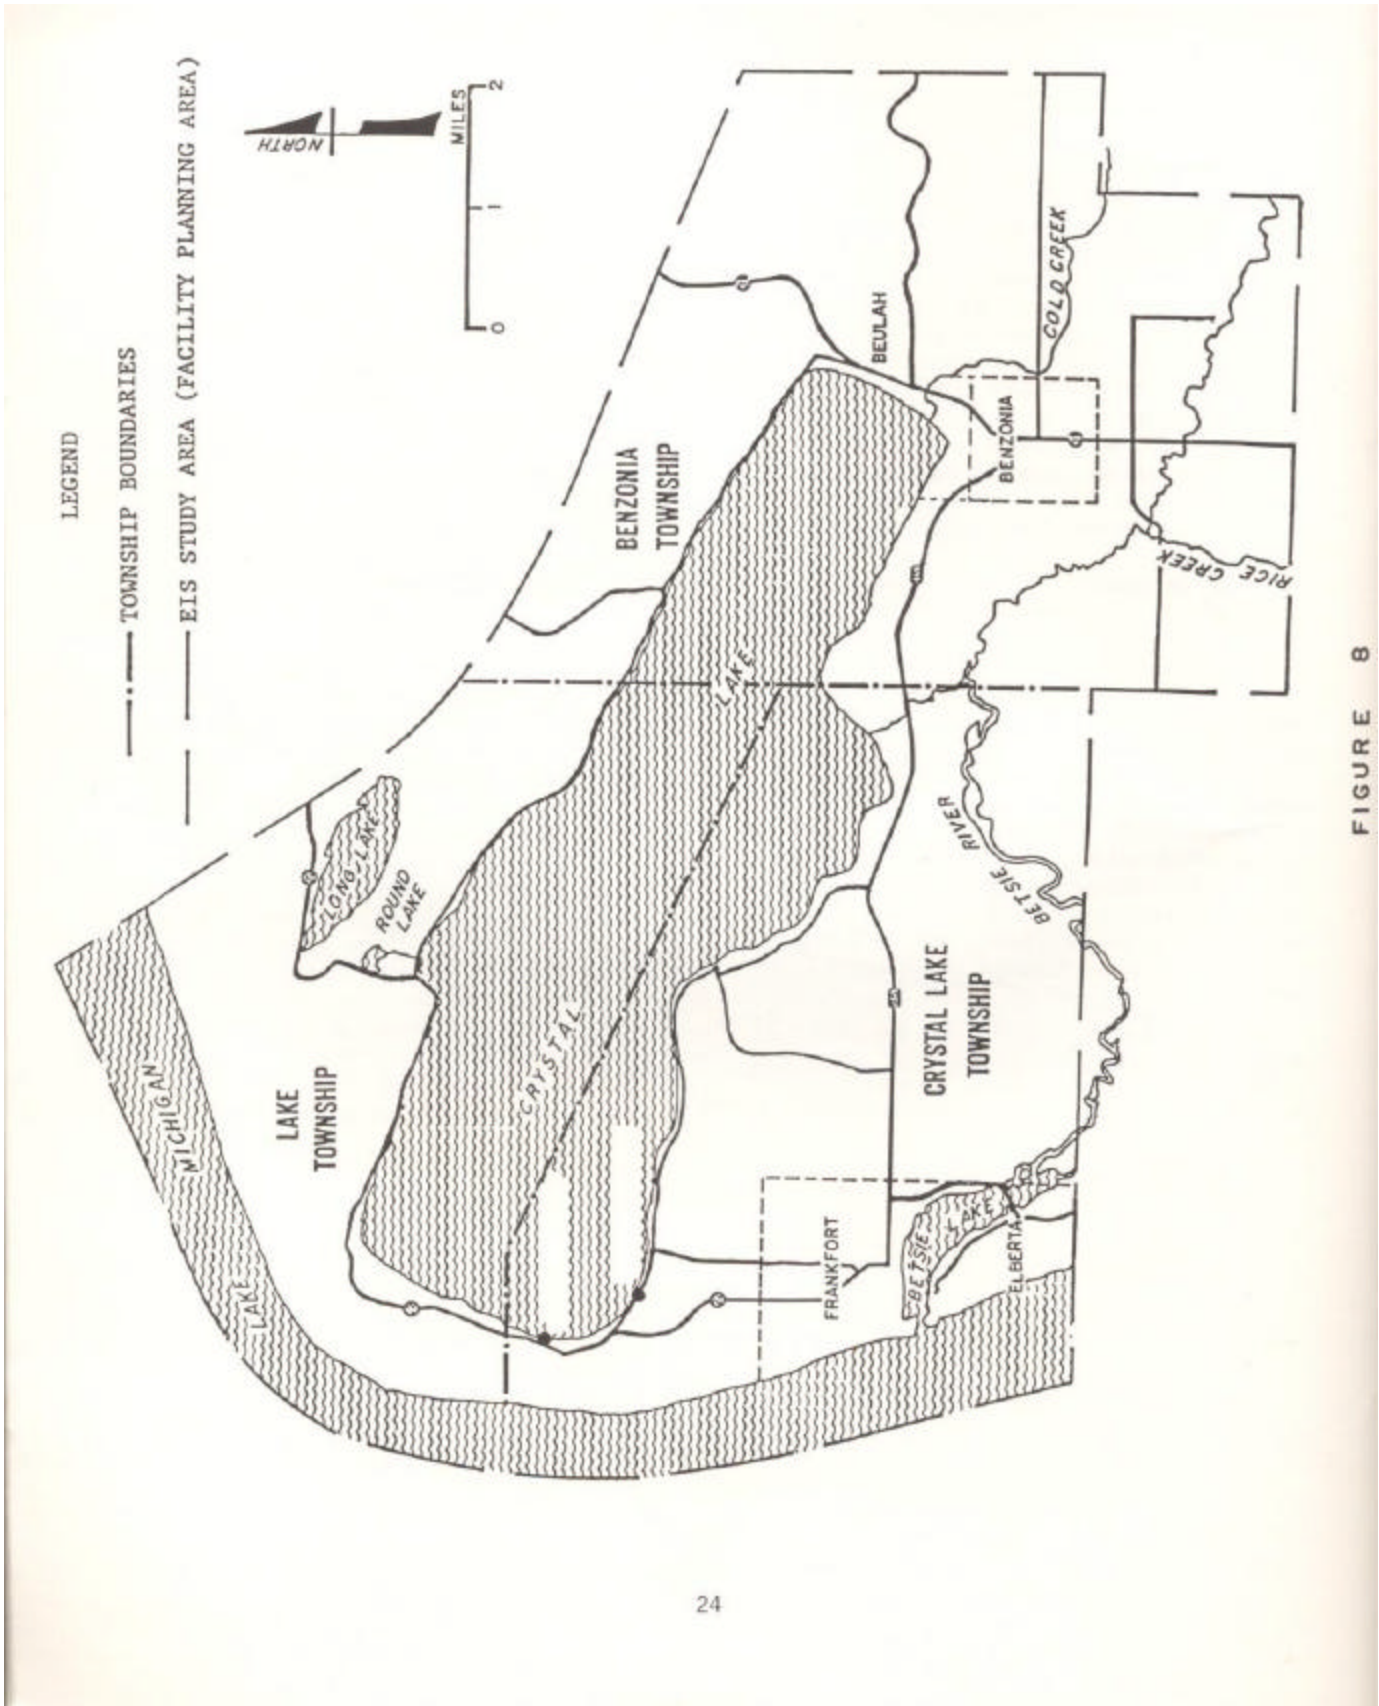 LEGEND
TOWNSHIP BOUNDARIES
EIS STUDY AREA (FACILITY PLANNING AREA)
NORTH
MILES
0
1
2
LAKE
MICHIGAN
LAKE
TOWNSHIP
LONG LAKE
ROUND
LAKE
CRYSTAL
LAKE
BENZONIA
TOWNSHIP
BEULAH
BENZONIA
COLD CREEK
RICE
CREEK
BETSIE
RIVER
CRYSTAL LAKE
TOWNSHIP
FRANKFORT
BETSIE
LAKE
ELBERTA
FIGURE 8
24